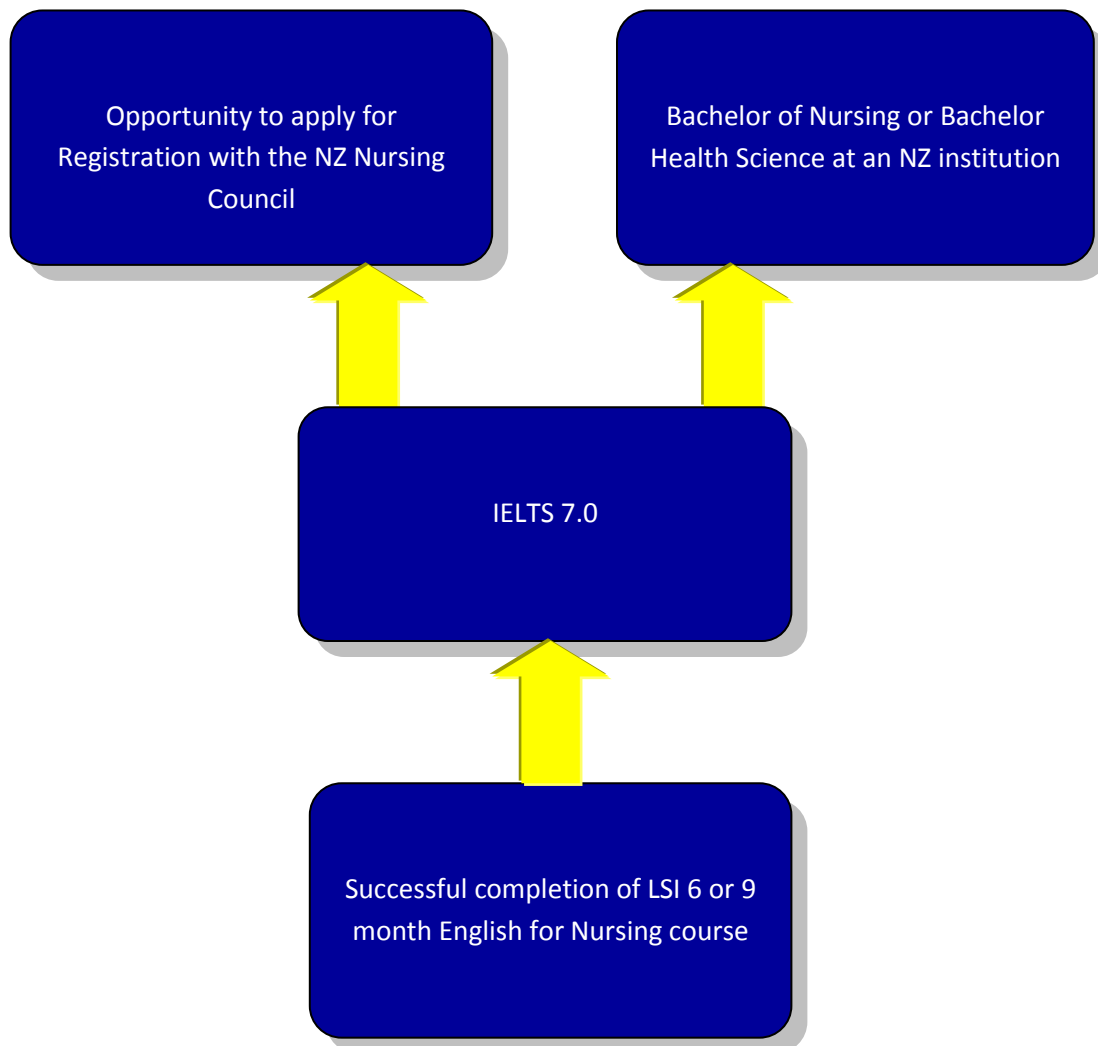 Opportunity to apply for
Registration with the NZ Nursing
Council
Bachelor of Nursing or Bachelor
Health Science at an NZ institution
IELTS 7.0
Successful completion of LSI 6 or 9
month English for Nursing course